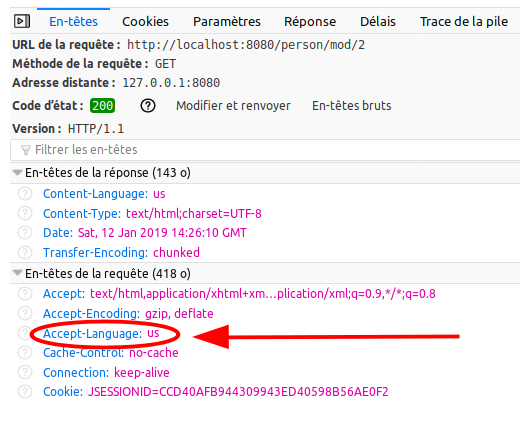 En-têtes Cookies Paramètres Réponse Délais Trace de la pile
URL de la requête : http://localhost:8080/person/mod/2
Méthode de la requête : GET
Adresse distante : 127.0.0.1:8080
Code d'état : 200 Modifier et renvoyer En-têtes bruts
Version : HTTP/1.1
Filtrer les en-têtes
En-têtes de la réponse (143 o)
Content-Language: us
Content-Type: text/html;charset=UTF-8
Date: Sat, 12 Jan 2019 14:26:10 GMT
Transfer-Encoding: chunked
En-têtes de la requête (418 o)
Accept: text/html,application/xhtml+xm…plication/xml;q=0.9,*/*;q=0.8
Accept-Encoding: gzip, deflate
Accept-Language: us
Cache-Control: no-cache
Connection: keep-alive
Cookie: JSESSIONID=CCD40AFB944309943ED40598B56AE0F2